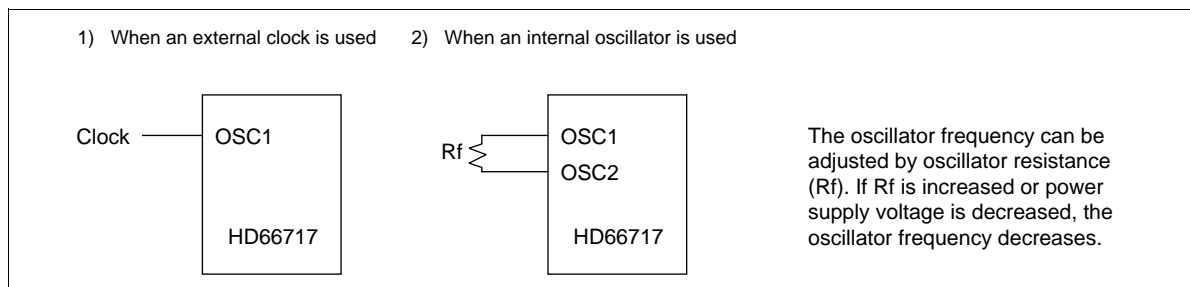 1) When an external clock is used
2) When an internal oscillator is used
Clock
OSC1
HD66717
Rf
OSC1
OSC2
HD66717
The oscillator frequency can be
adjusted by oscillator resistance
(Rf). If Rf is increased or power
supply voltage is decreased, the
oscillator frequency decreases.